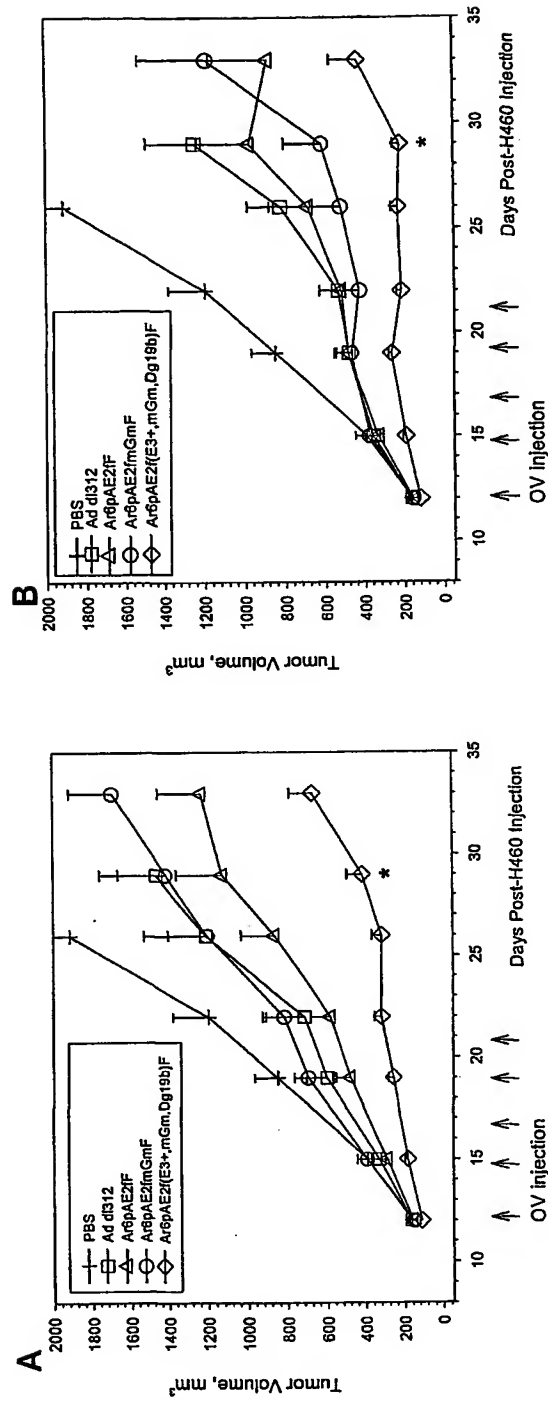 A
Tumor Volume, mm³
2000
1800
1600
1400
1200
1000
800
600
400
200
PBS
Ad dl312
Ar6pAE2fF
Ar6pAE2fmGmF
Ar6pAE2f(E3+,mGm,Dg19b)F
*
10
15
20
25
30
35
OV injection
Days Post-H460 Injection
B
Tumor Volume, mm³
2000
1800
1600
1400
1200
1000
800
600
400
200
PBS
Ad dl312
Ar6pAE2fF
Ar6pAE2fmGmF
Ar6pAE2f(E3+,mGm,Dg19b)F
*
10
15
20
25
30
35
OV Injection
Days Post-H460 Injection